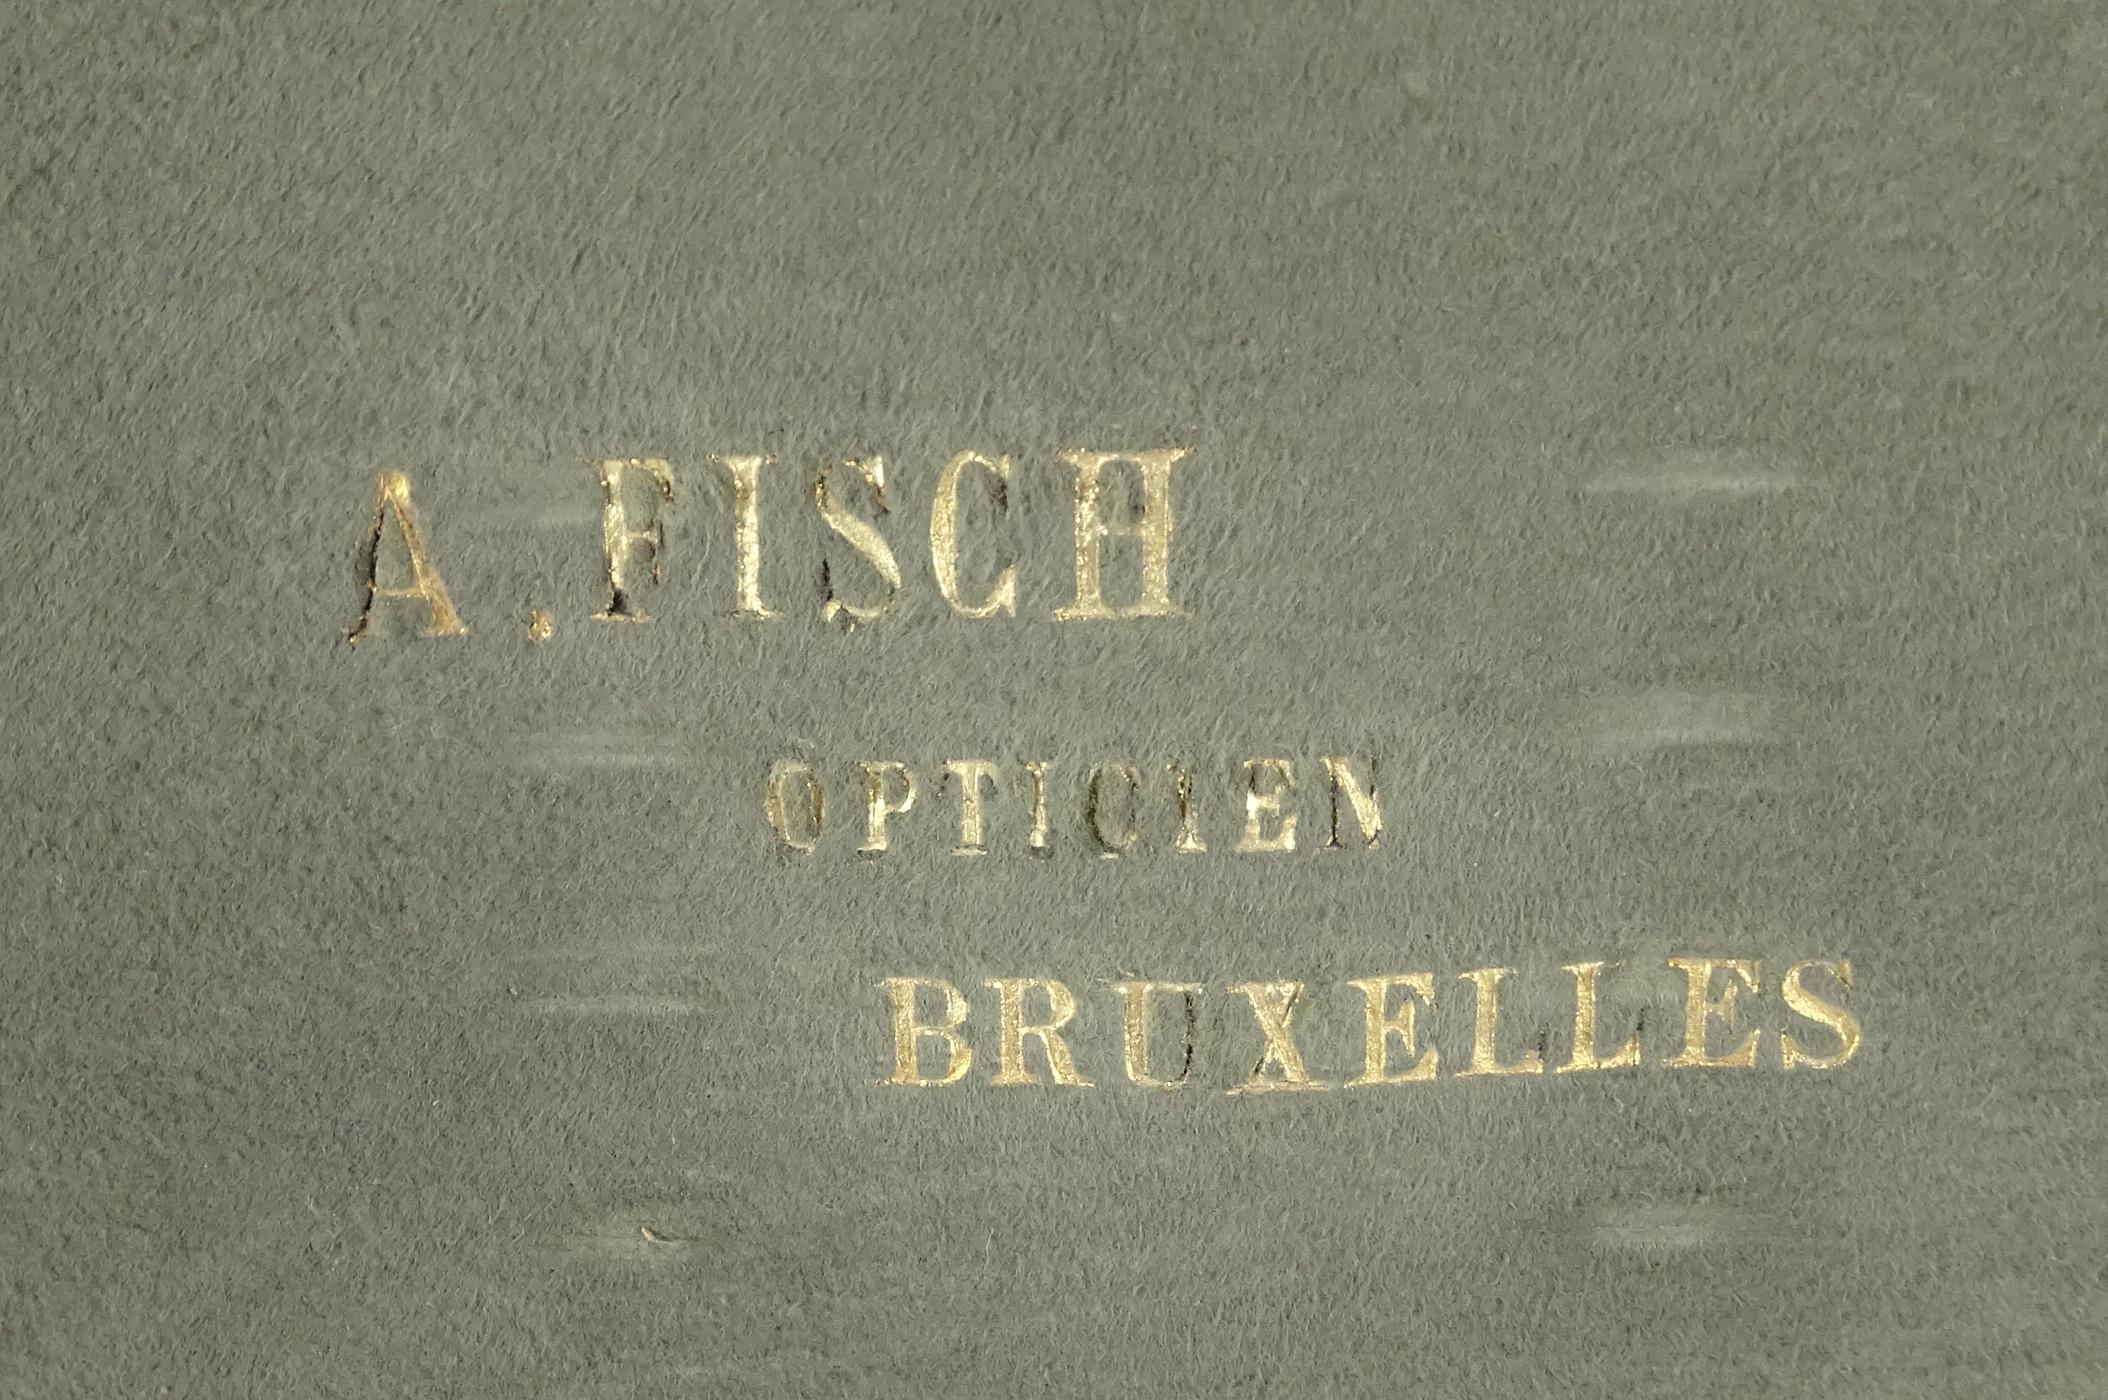 A. FISCH
OPTICIEN
BRUXELLES